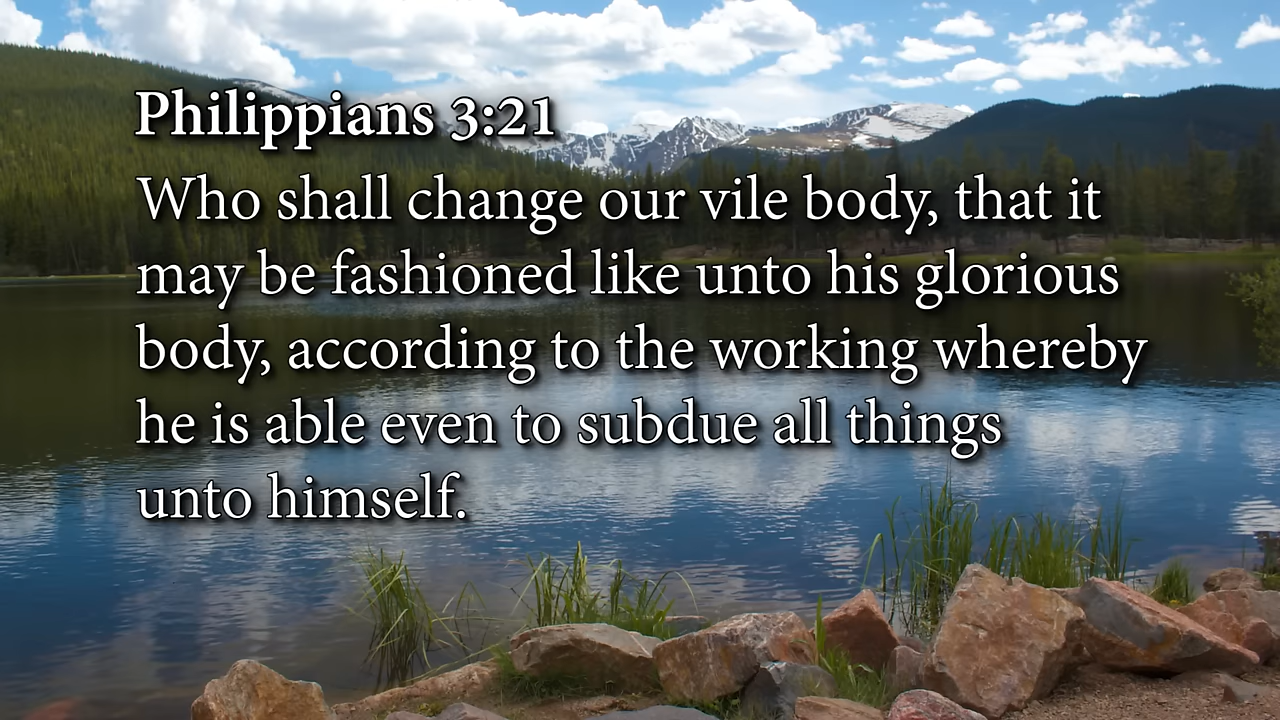 Philippians 3:21
Who shall change our vile body, that it
may be fashioned like unto his glorious
body, according to the working whereby
he is able even to subdue all things
unto himself.